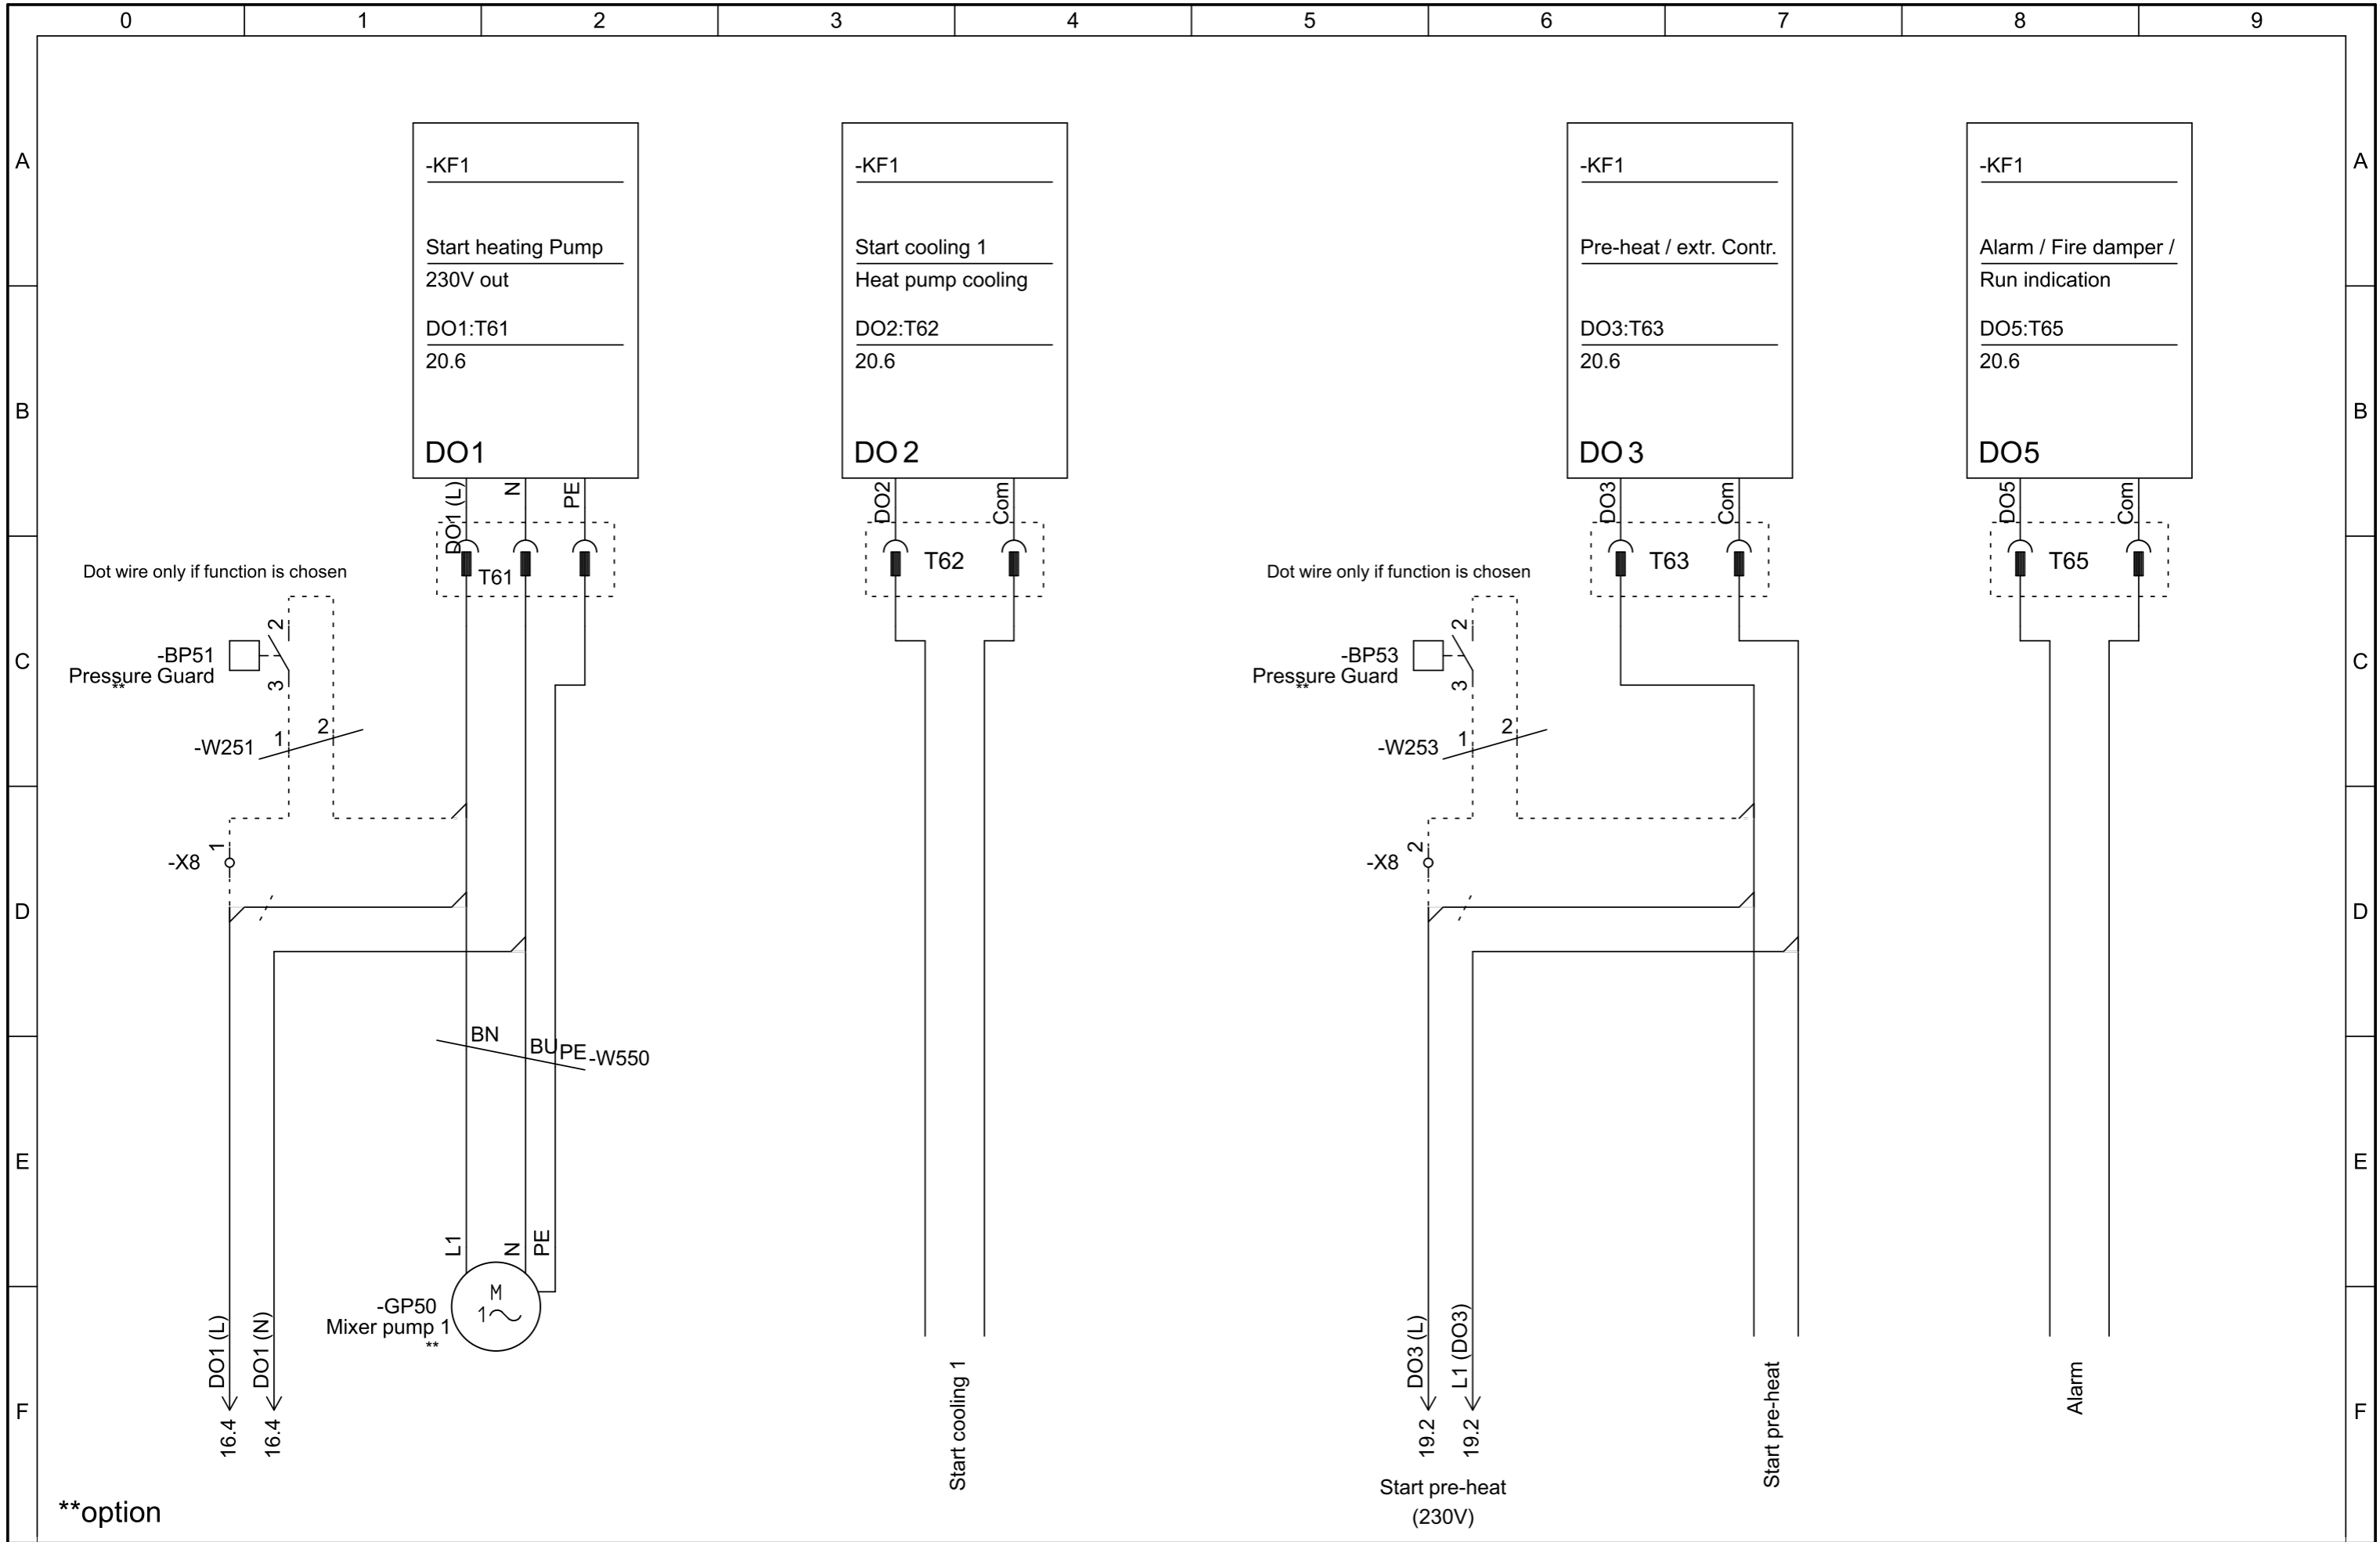 0 1 2 3 4 5 6 7 8 9
A A
B B
C C
D D
E E
F F
-KF1
Start heating Pump
230V out
DO1:T61
20.6
DO1
-KF1
Start cooling 1
Heat pump cooling
DO2:T62
20.6
DO2
-KF1
Pre-heat / extr. Contr.
DO3:T63
20.6
DO3
-KF1
Alarm / Fire damper /
Run indication
DO5:T65
20.6
DO5
DO1 (L) N PE
DO2 Com
DO3 Com
DO5 Com
T61
T62
T63
T65
Dot wire only if function is chosen
2
-BP51
Pressure Guard
**
3
-W251 1 2
-X8 1
Dot wire only if function is chosen
2
-BP53
Pressure Guard
**
3
-W253 1 2
-X8 2
BN BU PE -W550
L1 N PE
M
1~
-GP50
Mixer pump 1
**
DO1 (L)
DO1 (N)
16.4
16.4
Start cooling 1
DO3 (L)
L1 (DO3)
19.2
19.2
Start pre-heat
(230V)
Start pre-heat
Alarm
**option